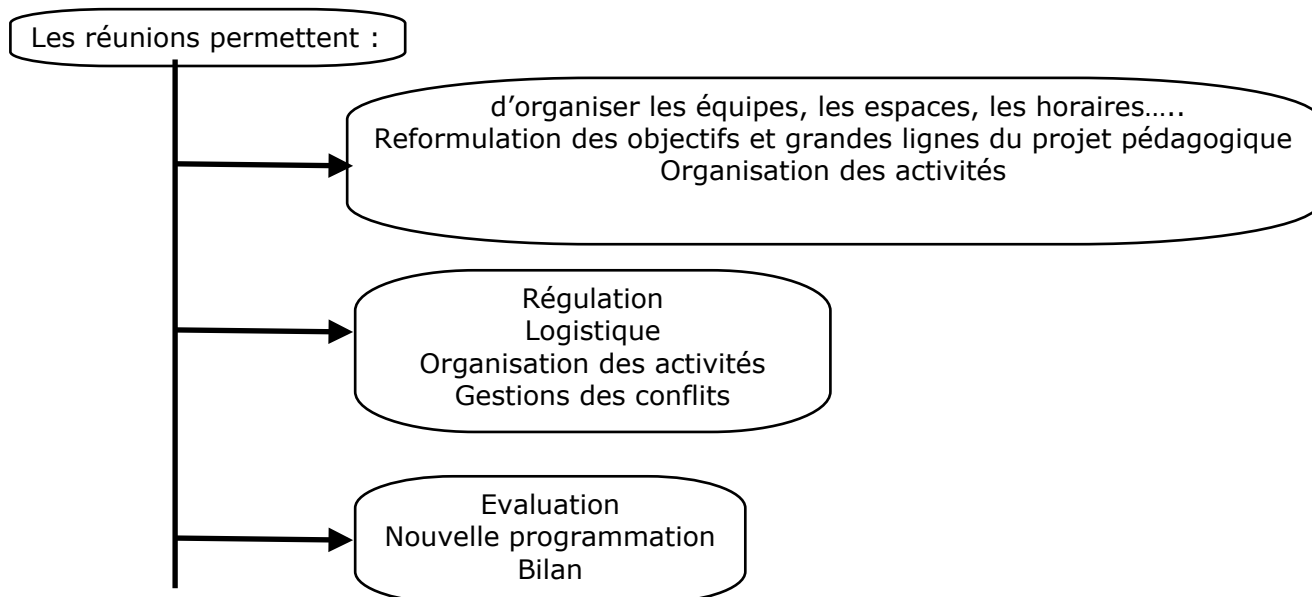 Les réunions permettent :
d’organiser les équipes, les espaces, les horaires.....
Reformulation des objectifs et grandes lignes du projet pédagogique
Organisation des activités
Régulation
Logistique
Organisation des activités
Gestions des conflits
Evaluation
Nouvelle programmation
Bilan